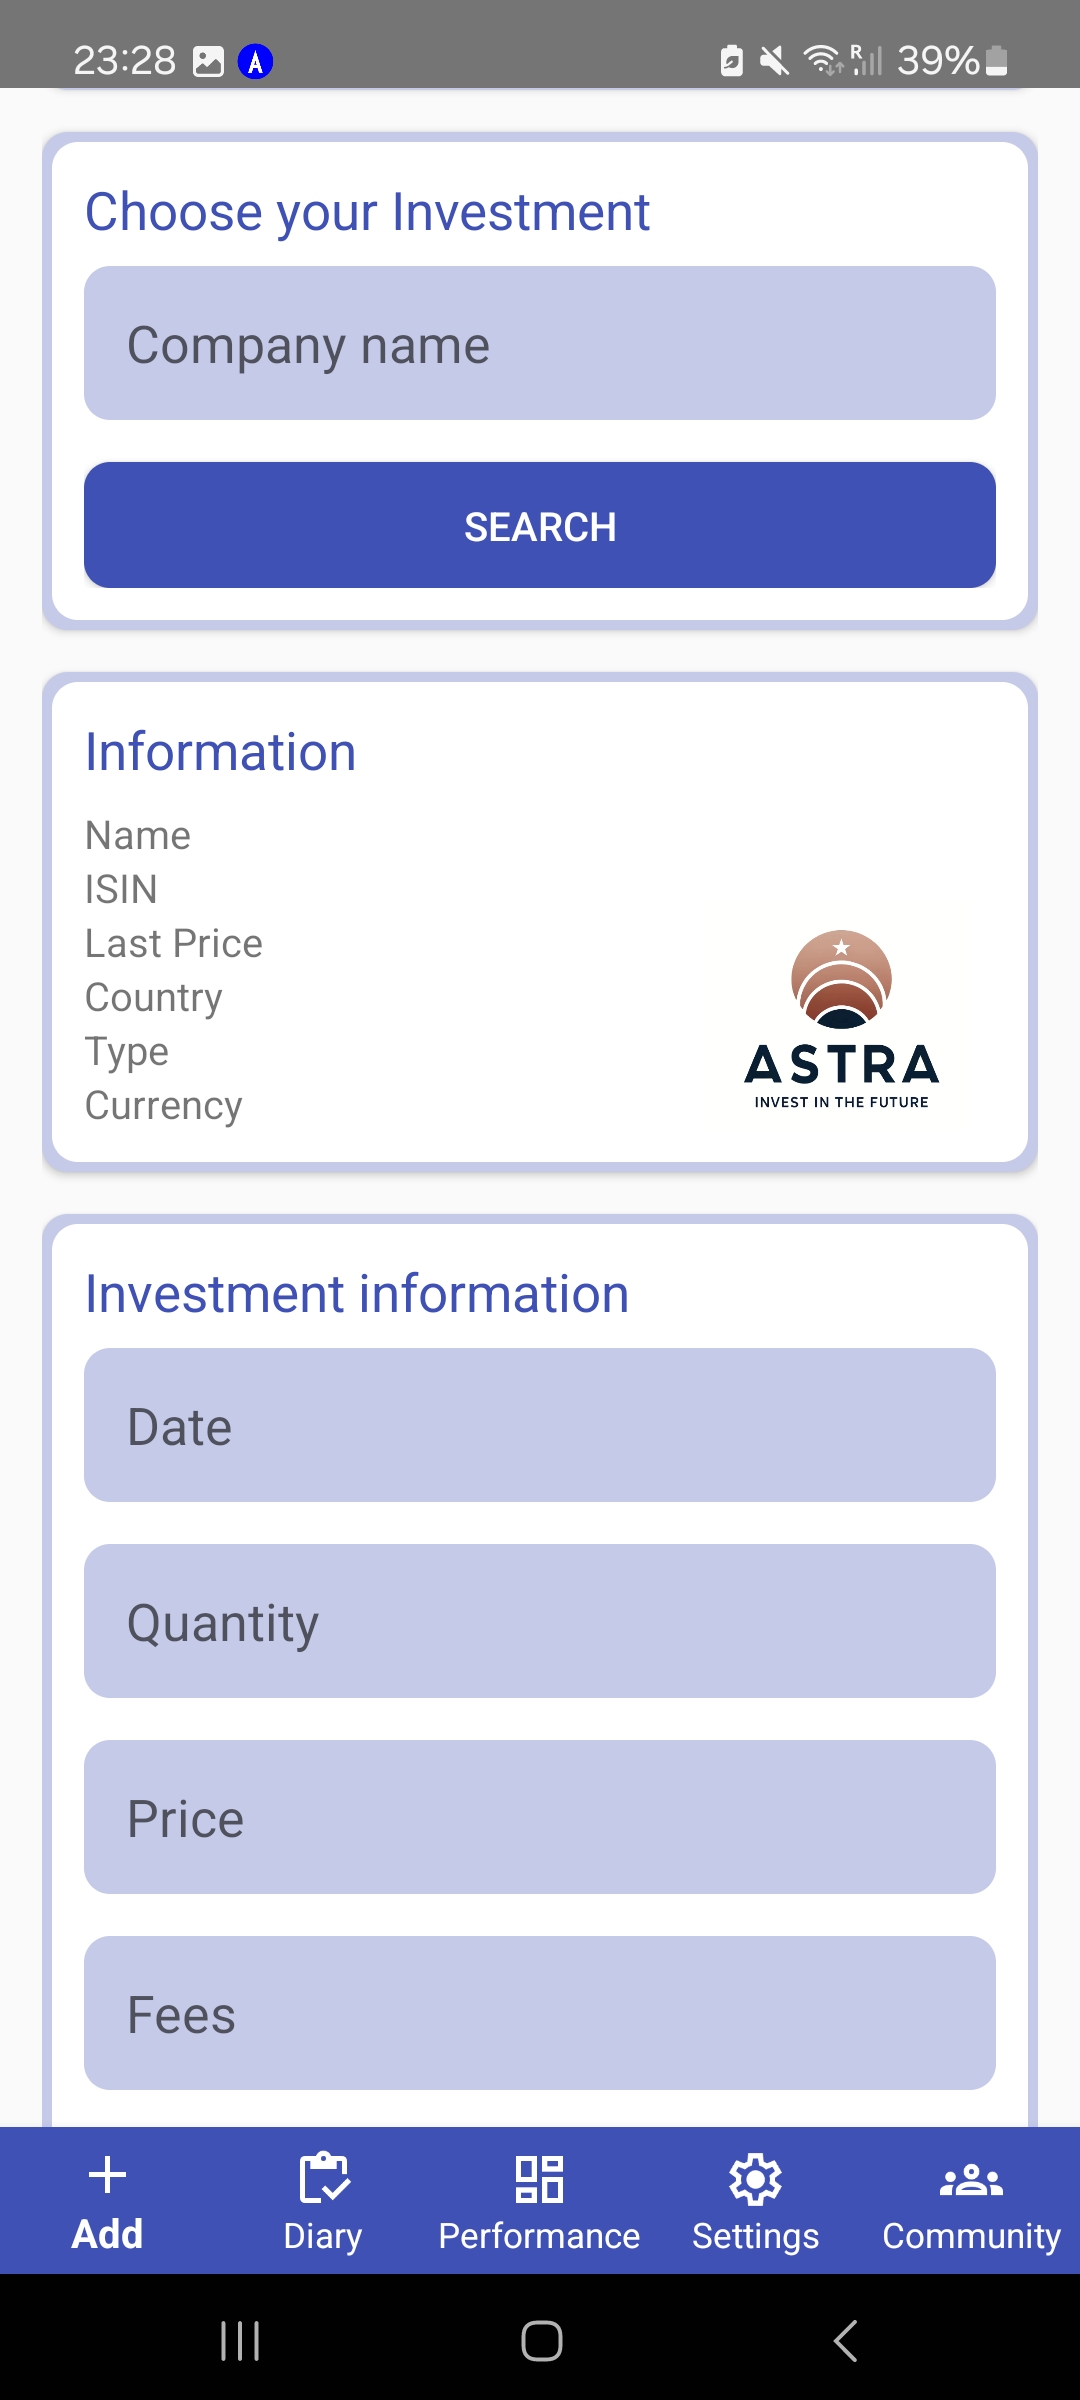 23:28 A R 39%
Choose your Investment
Company name
SEARCH
Information
Name
ISIN
Last Price
Country
Type
Currency
ASTRA
INVEST IN THE FUTURE
Investment information
Date
Quantity
Price
Fees
Add Diary Performance Settings Community